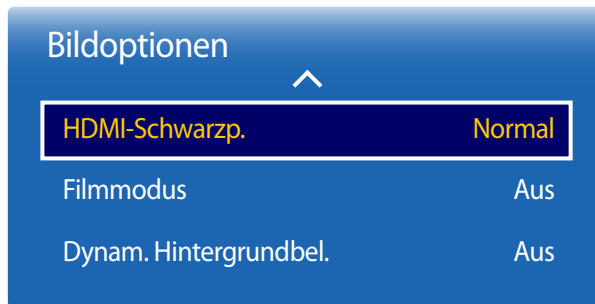 Bildoptionen
HDMI-Schwarzp. Normal
Filmmodus Aus
Dynam. Hintergrundbel. Aus